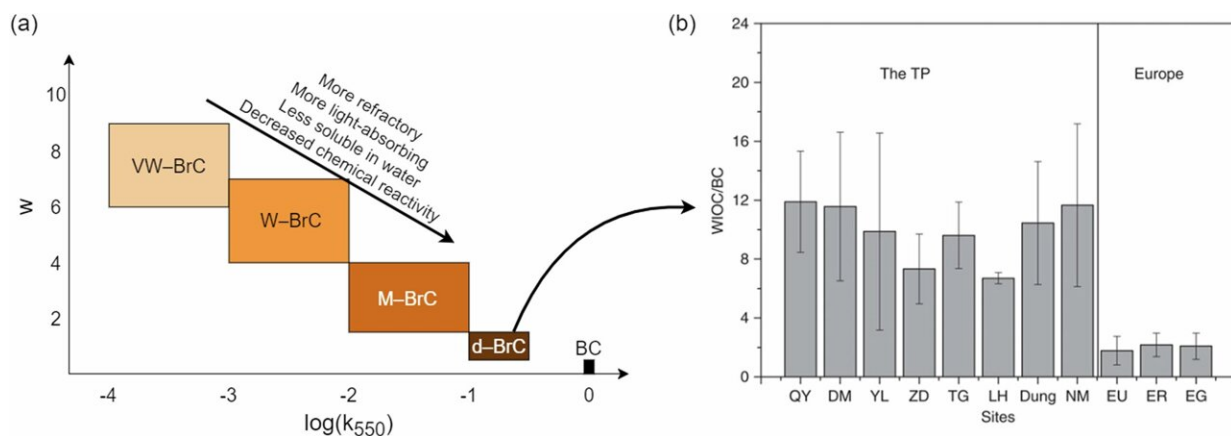 (a)
10
8
6
4
2
w
VW–BrC
W–BrC
M–BrC
d–BrC
BC
More refractory
More light-absorbing
Less soluble in water
Decreased chemical reactivity
-4 -3 -2 -1 0
log(k550)
(b)
24
20
16
12
8
4
0
WIOC/BC
The TP Europe
QY DM YL ZD TG LH Dung NM EU ER EG
Sites